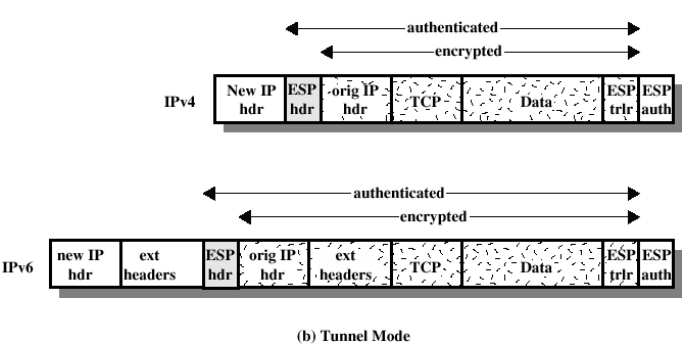 authenticated
encrypted
IPv4
New IP hdr
ESP hdr
orig IP hdr
TCP
Data
ESP trlr
ESP auth
authenticated
encrypted
IPv6
new IP hdr
ext headers
ESP hdr
orig IP hdr
ext headers
TCP
Data
ESP trlr
ESP auth
(b) Tunnel Mode